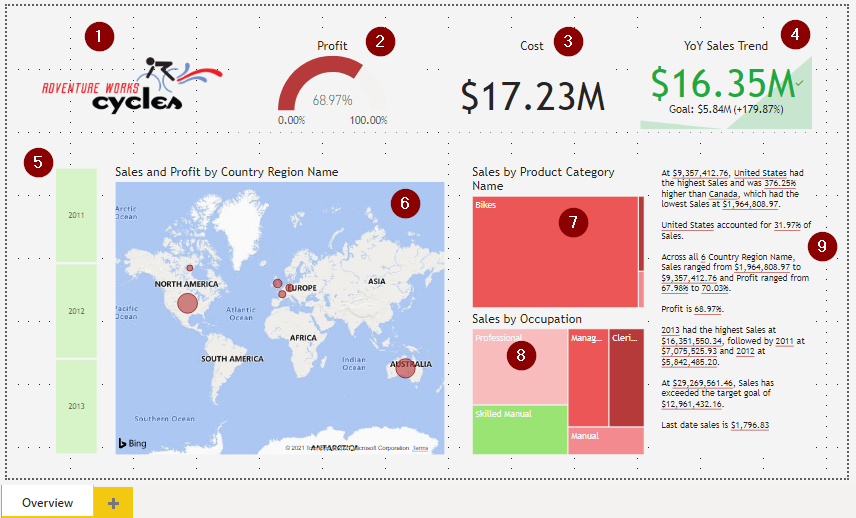 1
2
3
4
ADVENTURE WORKS
cycles
Profit
68.97%
0.00%
100.00%
Cost
$17.23M
YoY Sales Trend
$16.35M
Goal: $5.84M (+179.87%)
5
2011
2012
2013
Sales and Profit by Country Region Name
6
Arctic
Ocean
NORTH AMERICA
EUROPE
ASIA
Pacific
Ocean
Atlantic
Ocean
AFRICA
SOUTH AMERICA
Indian
Ocean
AUSTRALIA
Southern Ocean
ANTARCTICA
Bing
© 2021 Microsoft Corporation Terms
Sales by Product Category
Name
Bikes
7
Sales by Occupation
Professional
8
Manag...
Cleri...
Skilled Manual
Manual
9
At $9,357,412.76, United States had
the highest Sales and was 376.25%
higher than Canada, which had the
lowest Sales at $1,964,808.97.
United States accounted for 31.97% of
Sales.
Across all 6 Country Region Name,
Sales ranged from $1,964,808.97 to
$9,357,412.76 and Profit ranged from
67.98% to 70.03%.
Profit is 68.97%.
2013 had the highest Sales at
$16,351,550.34, followed by 2011 at
$7,075,525.93 and 2012 at
$5,842,485.20.
At $29,269,561.46, Sales has
exceeded the target goal of
$12,961,432.16.
Last date sales is $1,796.83
Overview
+